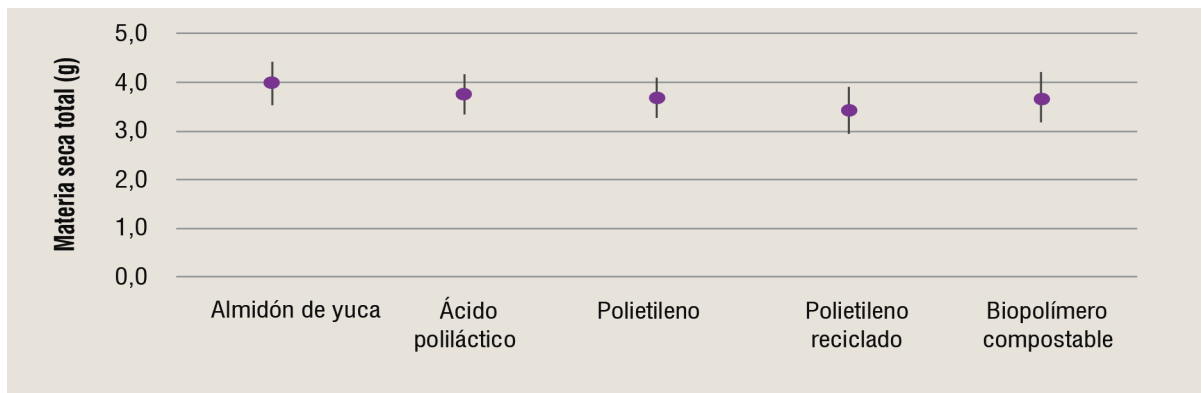 Materia seca total (g)
5,0
4,0
3,0
2,0
1,0
0,0
Almidón de yuca
Ácido
poliláctico
Polietileno
Polietileno
reciclado
Biopolímero
compostable